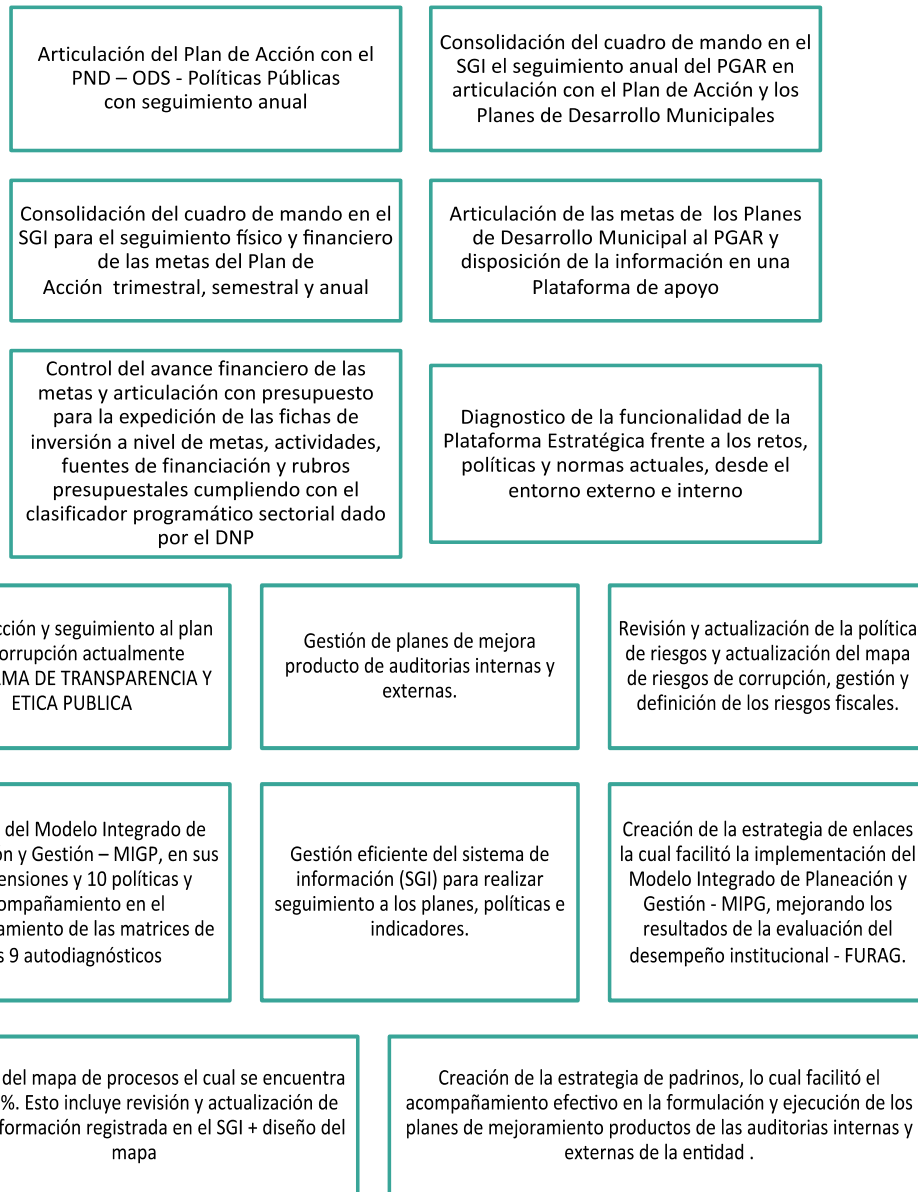 Articulación del Plan de Acción con el
PND – ODS - Políticas Públicas
con seguimiento anual
Consolidación del cuadro de mando en el
SGI el seguimiento anual del PGAR en
articulación con el Plan de Acción y los
Planes de Desarrollo Municipales
Consolidación del cuadro de mando en el
SGI para el seguimiento físico y financiero
de las metas del Plan de
Acción  trimestral, semestral y anual
Articulación de las metas de  los Planes
de Desarrollo Municipal al PGAR y
disposición de la información en una
Plataforma de apoyo
Control del avance financiero de las
metas y articulación con presupuesto
para la expedición de las fichas de
inversión a nivel de metas, actividades,
fuentes de financiación y rubros
presupuestales cumpliendo con el
clasificador programático sectorial dado
por el DNP
Diagnostico de la funcionalidad de la
Plataforma Estratégica frente a los retos,
políticas y normas actuales, desde el
entorno externo e interno
y seguimiento al plan
actualmente
DE TRANSPARENCIA Y
ETICA PUBLICA
Gestión de planes de mejora
producto de auditorias internas y
externas.
Revisión y actualización de la política
de riesgos y actualización del mapa
de riesgos de corrupción, gestión y
definición de los riesgos fiscales.
del Modelo Integrado de
y Gestión – MIGP, en sus
y 10 políticas y
en el
de las matrices de
9 autodiagnósticos
Gestión eficiente del sistema de
información (SGI) para realizar
seguimiento a los planes, políticas e
indicadores.
Creación de la estrategia de enlaces
la cual facilitó la implementación del
Modelo Integrado de Planeación y
Gestión - MIPG, mejorando los
resultados de la evaluación del
desempeño institucional - FURAG.
del mapa de procesos el cual se encuentra
%. Esto incluye revisión y actualización de
registrada en el SGI + diseño del
mapa
Creación de la estrategia de padrinos, lo cual facilitó el
acompañamiento efectivo en la formulación y ejecución de los
planes de mejoramiento productos de las auditorias internas y
externas de la entidad .